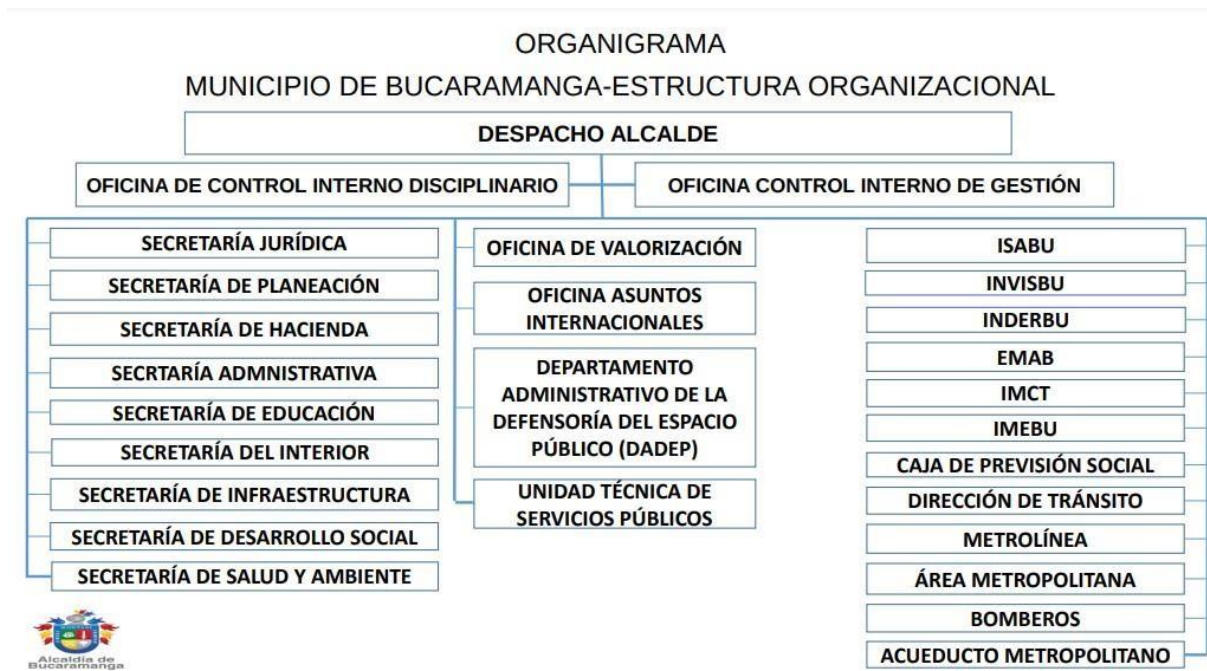 ORGANIGRAMA
MUNICIPIO DE BUCARAMANGA-ESTRUCTURA ORGANIZACIONAL
DESPACHO ALCALDE
OFICINA DE CONTROL INTERNO DISCIPLINARIO
OFICINA CONTROL INTERNO DE GESTIÓN
SECRETARÍA JURÍDICA
SECRETARÍA DE PLANEACIÓN
SECRETARÍA DE HACIENDA
SECRTARÍA ADMNISTRATIVA
SECRETARÍA DE EDUCACIÓN
SECRETARÍA DEL INTERIOR
SECRETARÍA DE INFRAESTRUCTURA
SECRETARÍA DE DESARROLLO SOCIAL
SECRETARÍA DE SALUD Y AMBIENTE
OFICINA DE VALORIZACIÓN
OFICINA ASUNTOS
INTERNACIONALES
DEPARTAMENTO
ADMINISTRATIVO DE LA
DEFENSORÍA DEL ESPACIO
PÚBLICO (DADEP)
UNIDAD TÉCNICA DE
SERVICIOS PÚBLICOS
ISABU
INVISBU
INDERBU
EMAB
IMCT
IMEBU
CAJA DE PREVISIÓN SOCIAL
DIRECCIÓN DE TRÁNSITO
METROLÍNEA
ÁREA METROPOLITANA
BOMBEROS
ACUEDUCTO METROPOLITANO
Alcaldía de
Bucaramanga